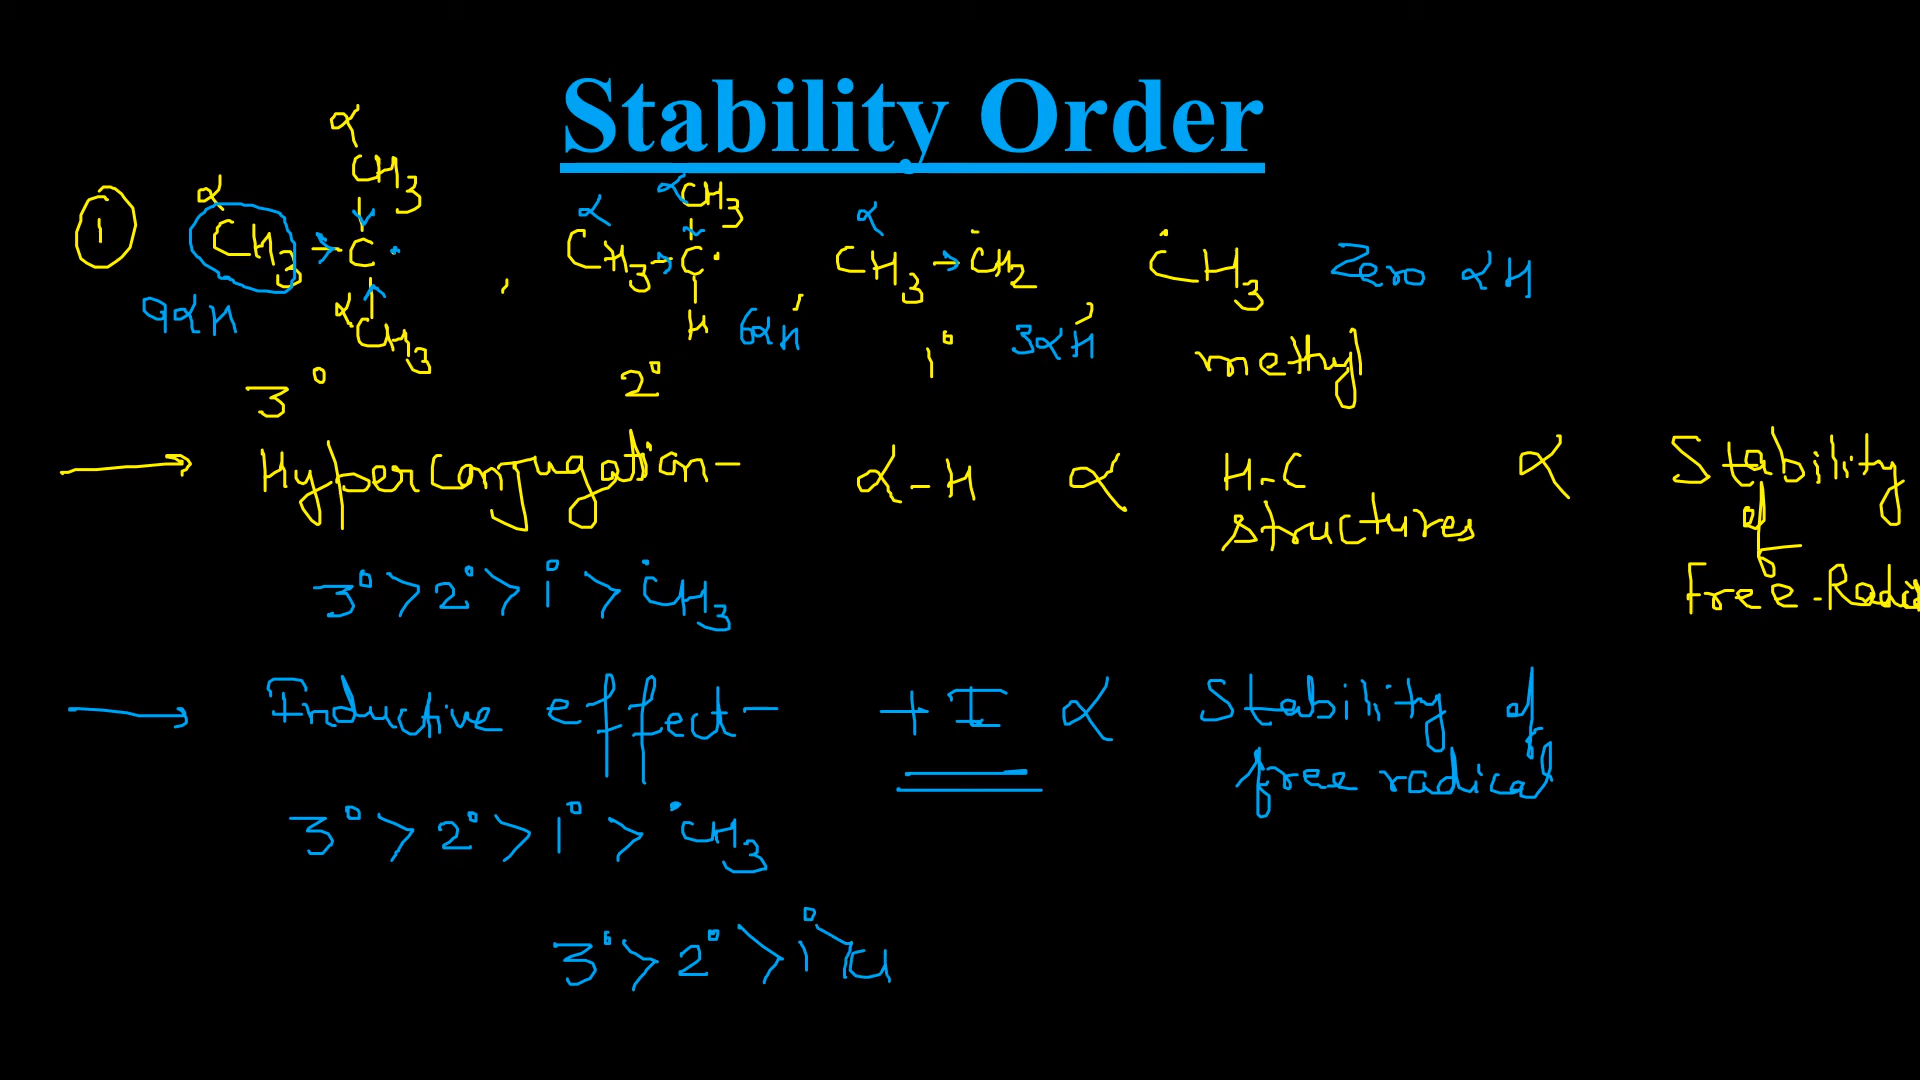 Stability Order
α
CH3
α α αCH3 α
① CH3 → C· , CH3 → C· , CH3 → ĊH2 , ĊH3 Zero αH
9αH α CH3 H 6αH 1° 3αH methyl
3° 2°
→ Hyperconjugation- α-H ∝ H-C structures ∝ Stability of Free-Radi
3° > 2° > 1° > ĊH3
→ Inductive effect- +I ∝ Stability of free radical
3° > 2° > 1° > ĊH3
3° > 2° > 1° >